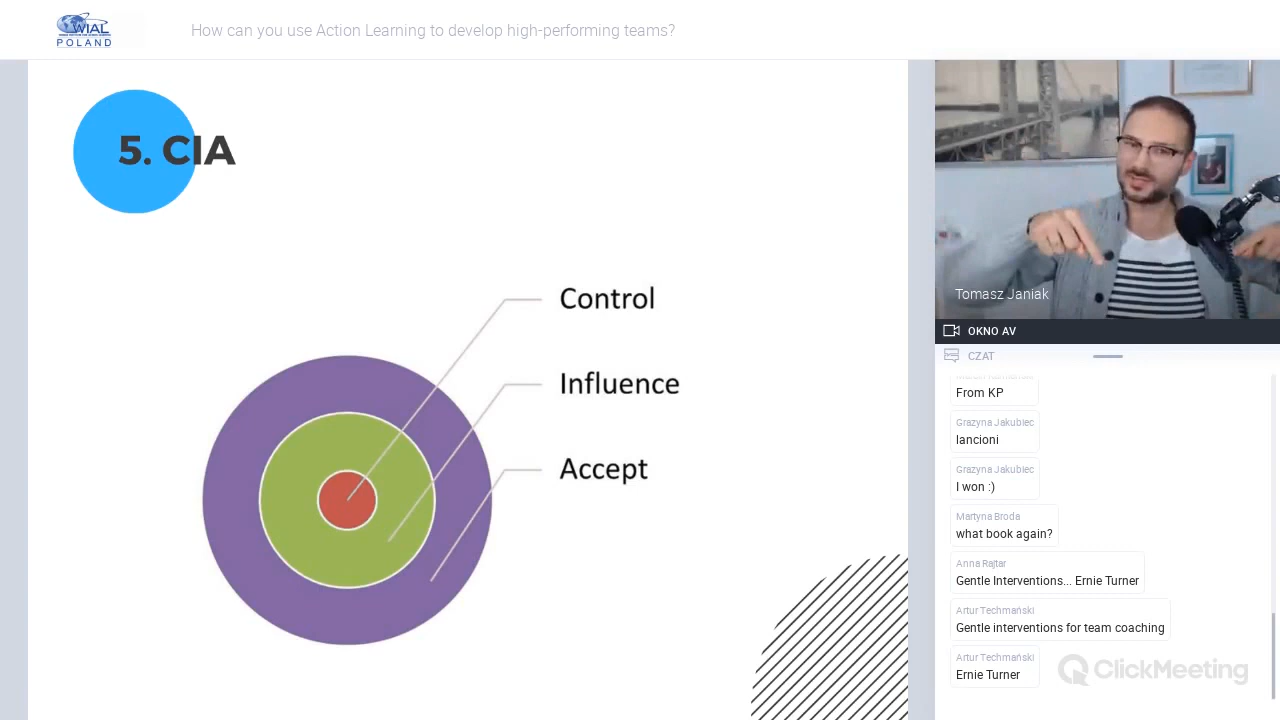 WIAL
POLAND
How can you use Action Learning to develop high-performing teams?
5. CIA
Control
Influence
Accept
Tomasz Janiak
OKNO AV
CZAT
From KP
Grazyna Jakubiec
lancioni
Grazyna Jakubiec
I won :)
Martyna Broda
what book again?
Anna Rajtar
Gentle Interventions... Ernie Turner
Artur Techmański
Gentle interventions for team coaching
Artur Techmański
Ernie Turner
ClickMeeting